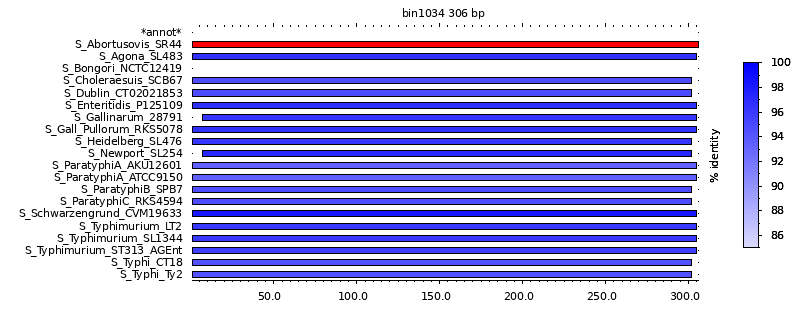 bin1034 306 bp
*annot*
S_Abortusovis_SR44
S_Agona_SL483
S_Bongori_NCTC12419
S_Choleraesuis_SCB67
S_Dublin_CT02021853
S_Enteritidis_P125109
S_Gallinarum_28791
S_Gall_Pullorum_RKS5078
S_Heidelberg_SL476
S_Newport_SL254
S_ParatyphiA_AKU12601
S_ParatyphiA_ATCC9150
S_ParatyphiB_SPB7
S_ParatyphiC_RKS4594
S_Schwarzengrund_CVM19633
S_Typhimurium_LT2
S_Typhimurium_SL1344
S_Typhimurium_ST313_AGEnt
S_Typhi_CT18
S_Typhi_Ty2
50.0 100.0 150.0 200.0 250.0 300.0
% identity
100
98
96
94
92
90
88
86